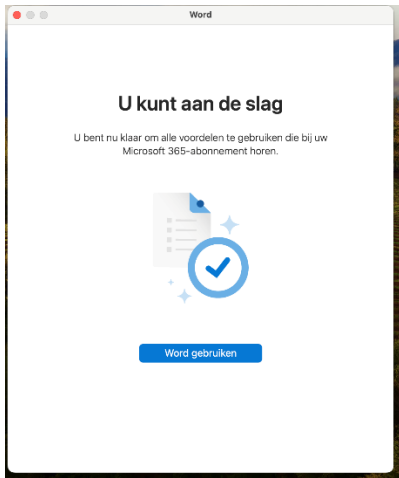 Word
U kunt aan de slag
U bent nu klaar om alle voordelen te gebruiken die bij uw
Microsoft 365-abonnement horen.
Word gebruiken